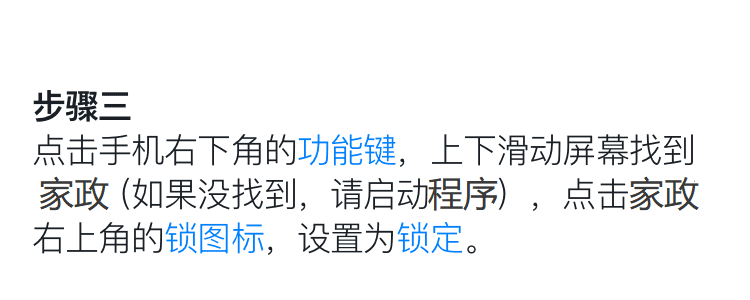 步骤三
点击手机右下角的功能键，上下滑动屏幕找到
家政（如果没找到，请启动程序），点击家政
右上角的锁图标，设置为锁定。